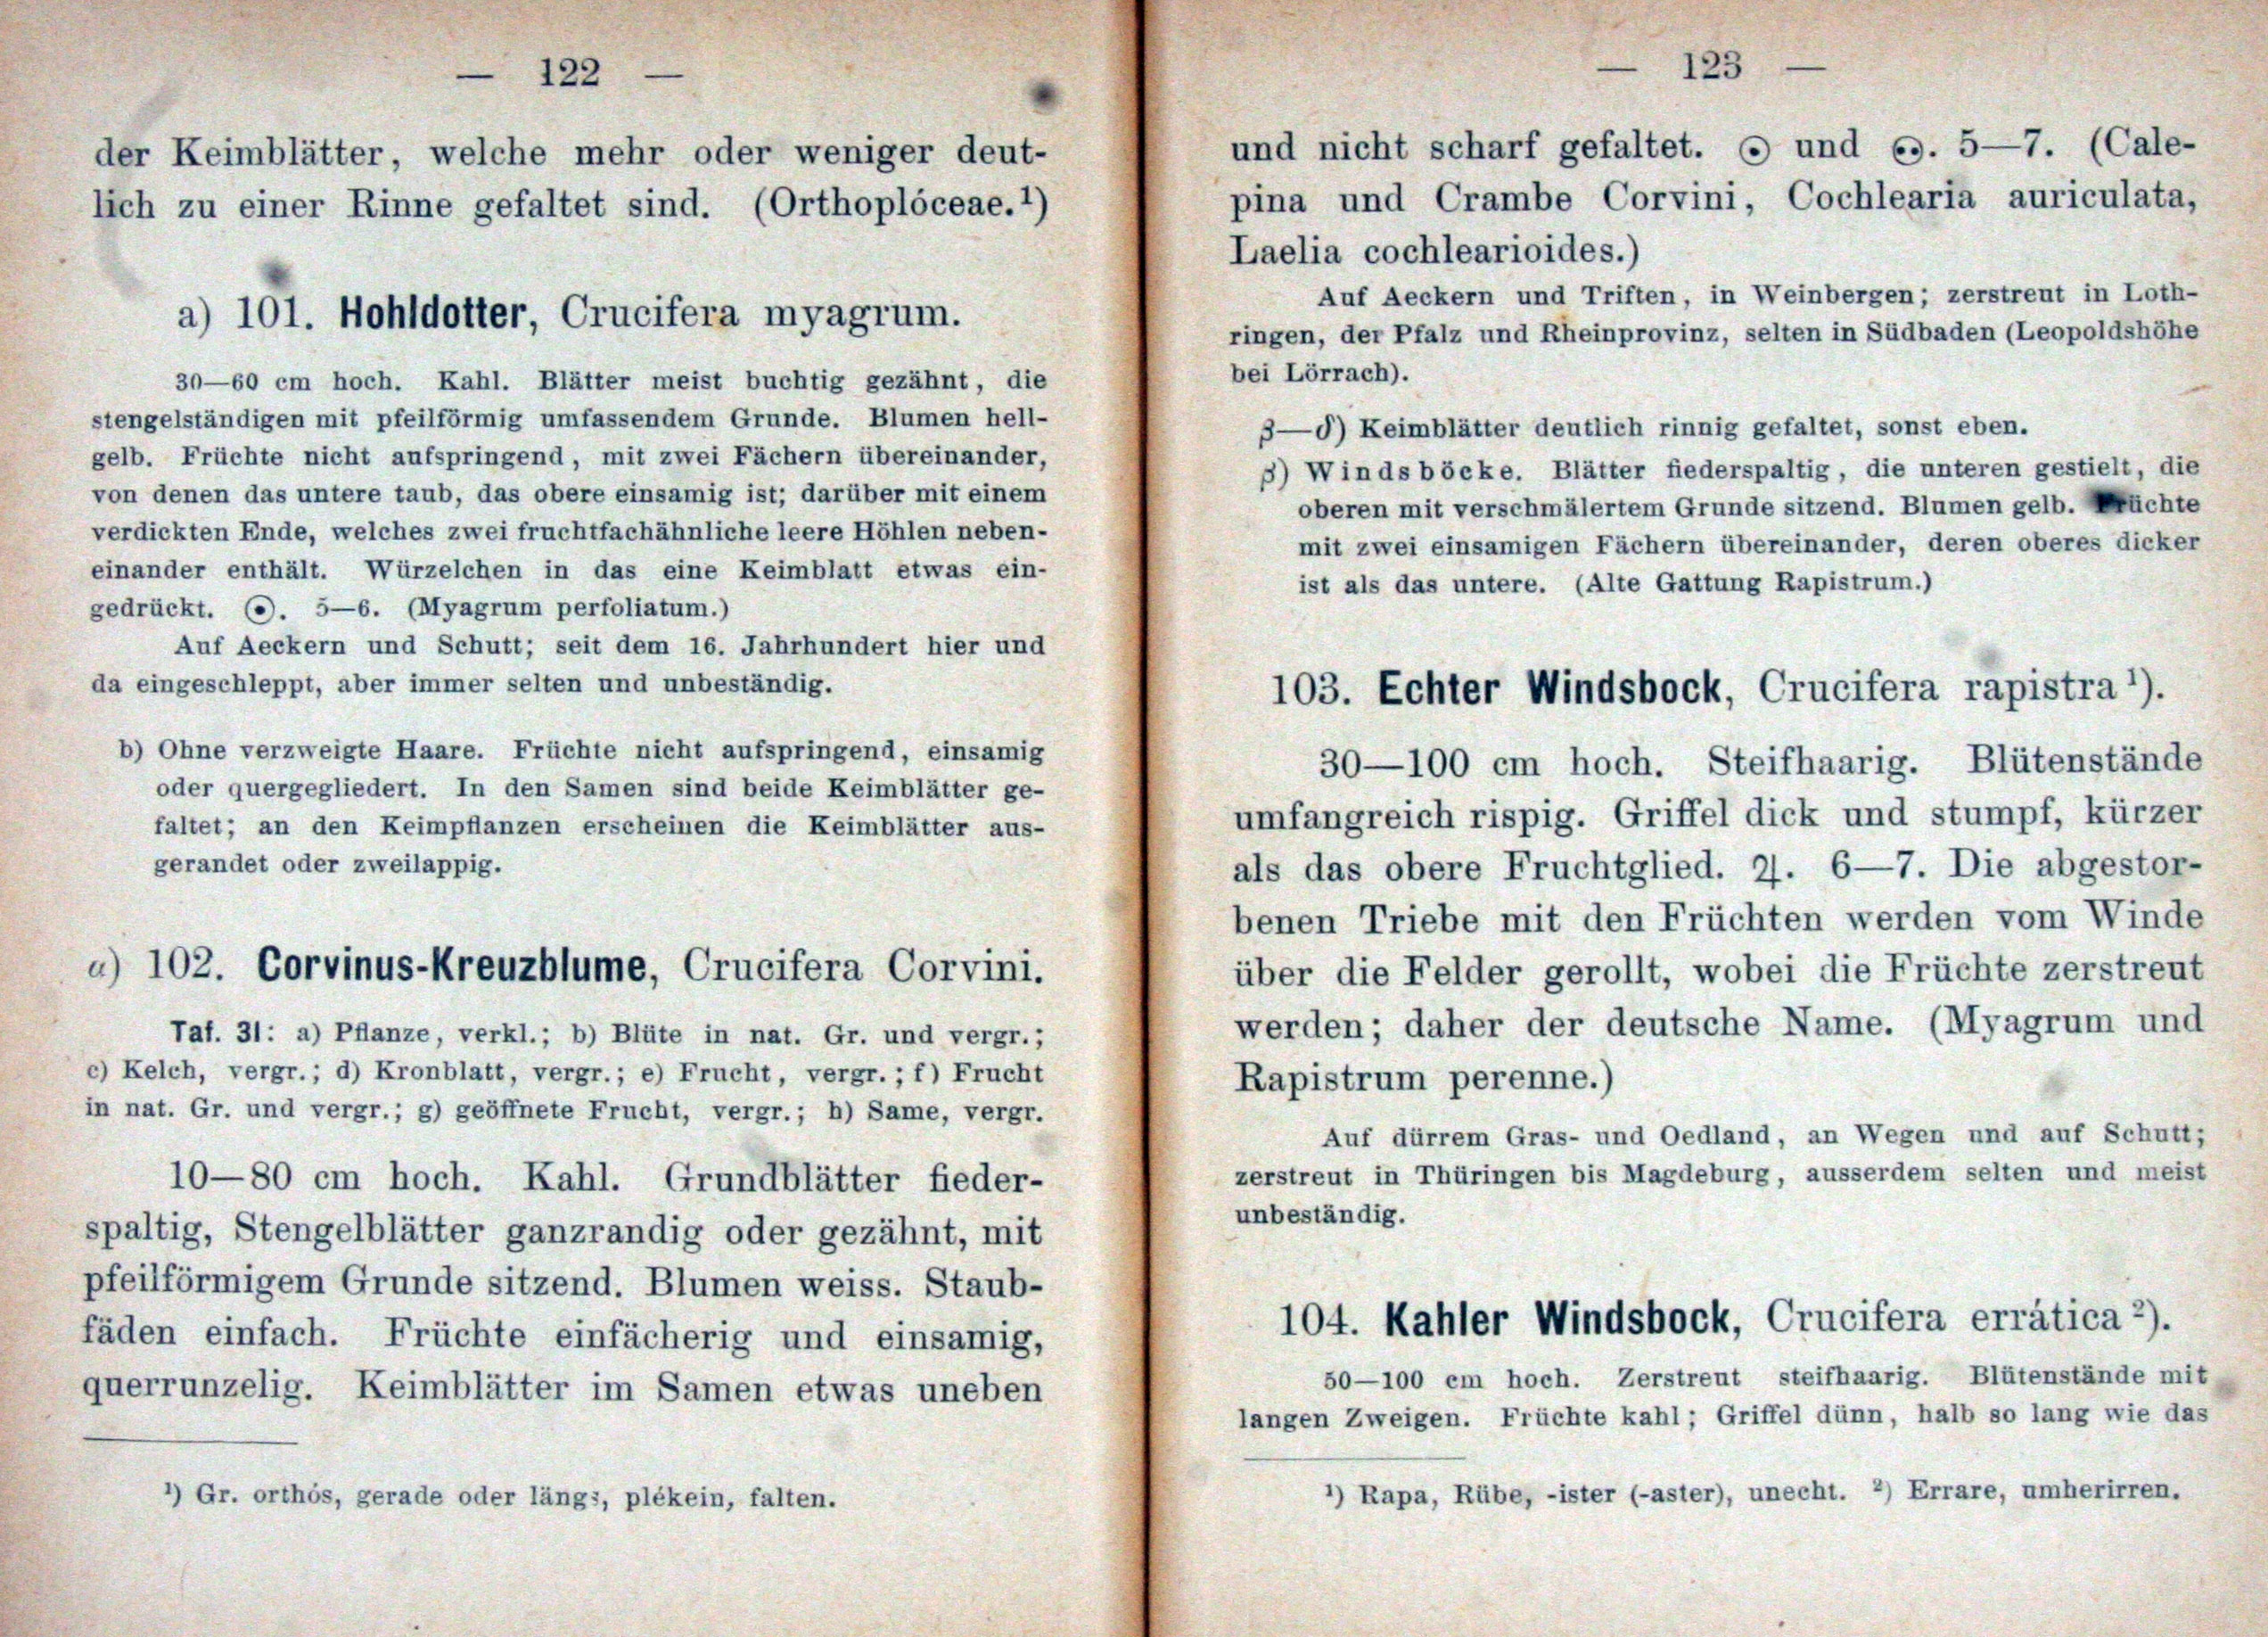 — 122 —
der Keimblätter, welche mehr oder weniger deut-
lich zu einer Rinne gefaltet sind. (Orthoplóceae.¹)
a) 101. Hohldotter, Crucifera myagrum.
30—60 cm hoch. Kahl. Blätter meist buchtig gezähnt, die
stengelständigen mit pfeilförmig umfassendem Grunde. Blumen hell-
gelb. Früchte nicht aufspringend, mit zwei Fächern übereinander,
von denen das untere taub, das obere einsamig ist; darüber mit einem
verdickten Ende, welches zwei fruchtfachähnliche leere Höhlen neben-
einander enthält. Würzelchen in das eine Keimblatt etwas ein-
gedrückt. ⊙. 5—6. (Myagrum perfoliatum.)
Auf Aeckern und Schutt; seit dem 16. Jahrhundert hier und
da eingeschleppt, aber immer selten und unbeständig.
b) Ohne verzweigte Haare. Früchte nicht aufspringend, einsamig
oder quergegliedert. In den Samen sind beide Keimblätter ge-
faltet; an den Keimpflanzen erscheinen die Keimblätter aus-
gerandet oder zweilappig.
α) 102. Corvinus-Kreuzblume, Crucifera Corvini.
Taf. 31: a) Pflanze, verkl.; b) Blüte in nat. Gr. und vergr.;
c) Kelch, vergr.; d) Kronblatt, vergr.; e) Frucht, vergr.; f) Frucht
in nat. Gr. und vergr.; g) geöffnete Frucht, vergr.; h) Same, vergr.
10—80 cm hoch. Kahl. Grundblätter fieder-
spaltig, Stengelblätter ganzrandig oder gezähnt, mit
pfeilförmigem Grunde sitzend. Blumen weiss. Staub-
fäden einfach. Früchte einfächerig und einsamig,
querrunzelig. Keimblätter im Samen etwas uneben
¹) Gr. orthós, gerade oder längs, plékein, falten.
— 123 —
und nicht scharf gefaltet. ⊙ und ⊙⊙. 5—7. (Cale-
pina und Crambe Corvini, Cochlearia auriculata,
Laelia cochlearioides.)
Auf Aeckern und Triften, in Weinbergen; zerstreut in Loth-
ringen, der Pfalz und Rheinprovinz, selten in Südbaden (Leopoldshöhe
bei Lörrach).
β—δ) Keimblätter deutlich rinnig gefaltet, sonst eben.
β) Windsböcke. Blätter fiederspaltig, die unteren gestielt, die
oberen mit verschmälertem Grunde sitzend. Blumen gelb. Früchte
mit zwei einsamigen Fächern übereinander, deren oberes dicker
ist als das untere. (Alte Gattung Rapistrum.)
103. Echter Windsbock, Crucifera rapistra¹).
30—100 cm hoch. Steifhaarig. Blütenstände
umfangreich rispig. Griffel dick und stumpf, kürzer
als das obere Fruchtglied. ♃. 6—7. Die abgestor-
benen Triebe mit den Früchten werden vom Winde
über die Felder gerollt, wobei die Früchte zerstreut
werden; daher der deutsche Name. (Myagrum und
Rapistrum perenne.)
Auf dürrem Gras- und Oedland, an Wegen und auf Schutt;
zerstreut in Thüringen bis Magdeburg, ausserdem selten und meist
unbeständig.
104. Kahler Windsbock, Crucifera errática²).
50—100 cm hoch. Zerstreut steifhaarig. Blütenstände mit
langen Zweigen. Früchte kahl; Griffel dünn, halb so lang wie das
¹) Rapa, Rübe, -ister (-aster), unecht. ²) Errare, umherirren.